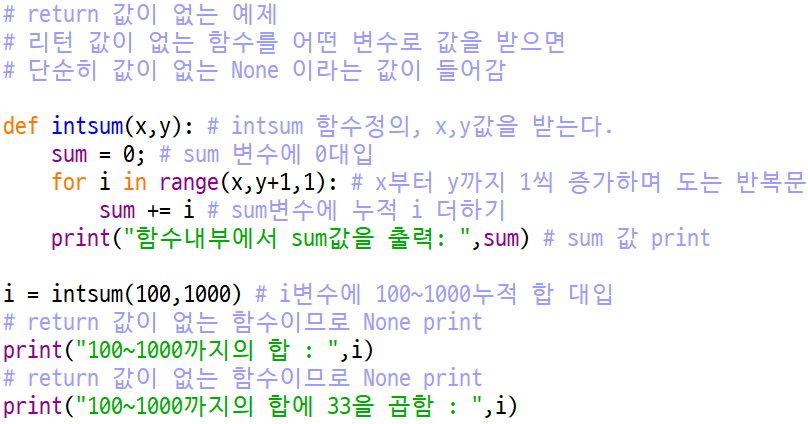 # return 값이 없는 예제
# 리턴 값이 없는 함수를 어떤 변수로 값을 받으면
# 단순히 값이 없는 None 이라는 값이 들어감
def intsum(x,y): # intsum 함수정의, x,y값을 받는다.
    sum = 0; # sum 변수에 0대입
    for i in range(x,y+1,1): # x부터 y까지 1씩 증가하며 도는 반복문
        sum += i # sum변수에 누적 i 더하기
    print("함수내부에서 sum값을 출력: ",sum) # sum 값 print
i = intsum(100,1000) # i변수에 100~1000누적 합 대입
# return 값이 없는 함수이므로 None print
print("100~1000까지의 합 : ",i)
# return 값이 없는 함수이므로 None print
print("100~1000까지의 합에 33을 곱함 : ",i)